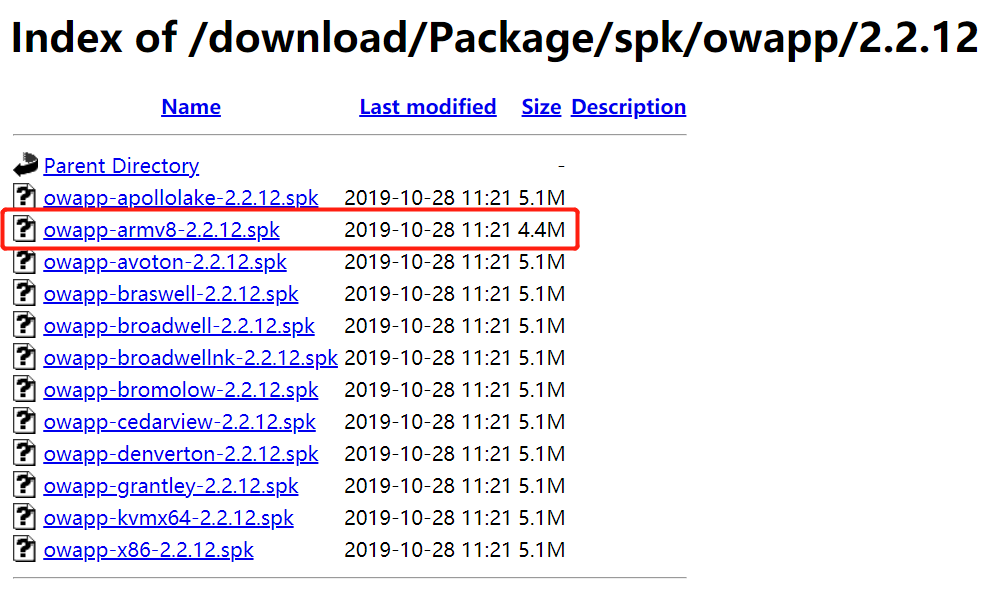 Index of /download/Package/spk/owapp/2.2.12
Name Last modified Size Description
Parent Directory -
owapp-apollolake-2.2.12.spk 2019-10-28 11:21 5.1M
owapp-armv8-2.2.12.spk 2019-10-28 11:21 4.4M
owapp-avoton-2.2.12.spk 2019-10-28 11:21 5.1M
owapp-braswell-2.2.12.spk 2019-10-28 11:21 5.1M
owapp-broadwell-2.2.12.spk 2019-10-28 11:21 5.1M
owapp-broadwellnk-2.2.12.spk 2019-10-28 11:21 5.1M
owapp-bromolow-2.2.12.spk 2019-10-28 11:21 5.1M
owapp-cedarview-2.2.12.spk 2019-10-28 11:21 5.1M
owapp-denverton-2.2.12.spk 2019-10-28 11:21 5.1M
owapp-grantley-2.2.12.spk 2019-10-28 11:21 5.1M
owapp-kvmx64-2.2.12.spk 2019-10-28 11:21 5.1M
owapp-x86-2.2.12.spk 2019-10-28 11:21 5.1M